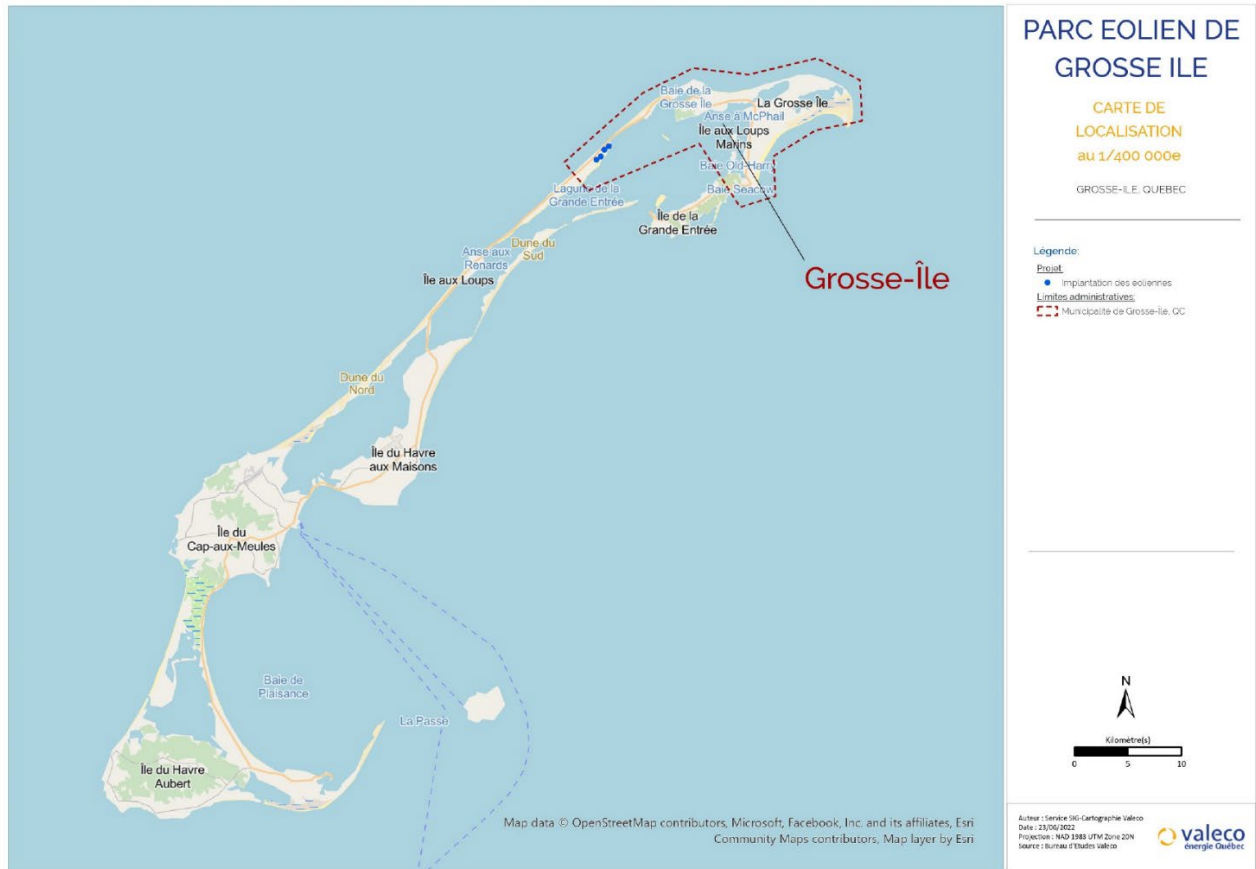 Baie de la
Grosse Île
La Grosse Île
Anse à McPhail
Île aux Loups
Marins
Baie Old-Harry
Baie Seacow
Lagune de la
Grande Entrée
Île de la
Grande Entrée
Dune du
Sud
Anse aux
Renards
Île aux Loups
Grosse-Île
Dune du
Nord
Île du Havre
aux Maisons
Île du
Cap-aux-Meules
Baie de
Plaisance
La Passe
Île du Havre
Aubert
Map data © OpenStreetMap contributors, Microsoft, Facebook, Inc. and its affiliates, Esri
Community Maps contributors, Map layer by Esri
PARC EOLIEN DE
GROSSE ILE
CARTE DE
LOCALISATION
au 1/400 000e
GROSSE-ILE, QUEBEC
Légende:
Projet
Implantation des eoliennes
Limites administratives:
Municipalité de Grosse-Île, QC
N
Kilomètre(s)
0 5 10
Auteur : Service SIG-Cartographie Valeco
Date : 23/06/2022
Projection : NAD 1983 UTM Zone 20N
Source : Bureau d'Etudes Valeco
valeco
énergie Québec